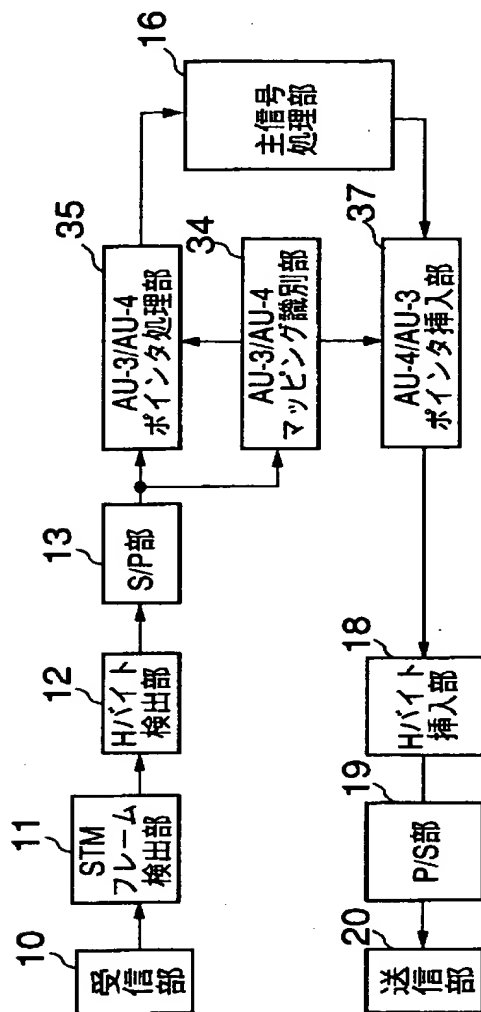 10
受信部
11
STM
フレーム
検出部
12
Hバイト
検出部
13
S/P部
35
AU-3/AU-4
ポインタ処理部
34
AU-3/AU-4
マッピング識別部
16
主信号
処理部
37
AU-4/AU-3
ポインタ挿入部
18
Hバイト
挿入部
19
P/S部
20
送信部